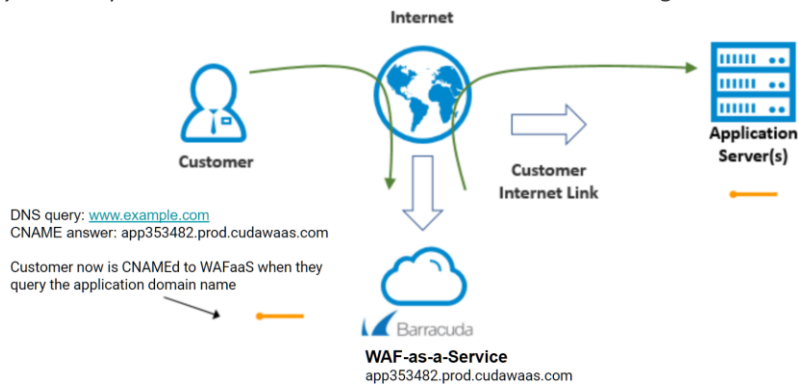 Internet
Customer
Application
Server(s)
Customer
Internet Link
DNS query: www.example.com
CNAME answer: app353482.prod.cudawaas.com
Customer now is CNAMEd to WAFaaS when they
query the application domain name
Barracuda
WAF-as-a-Service
app353482.prod.cudawaas.com